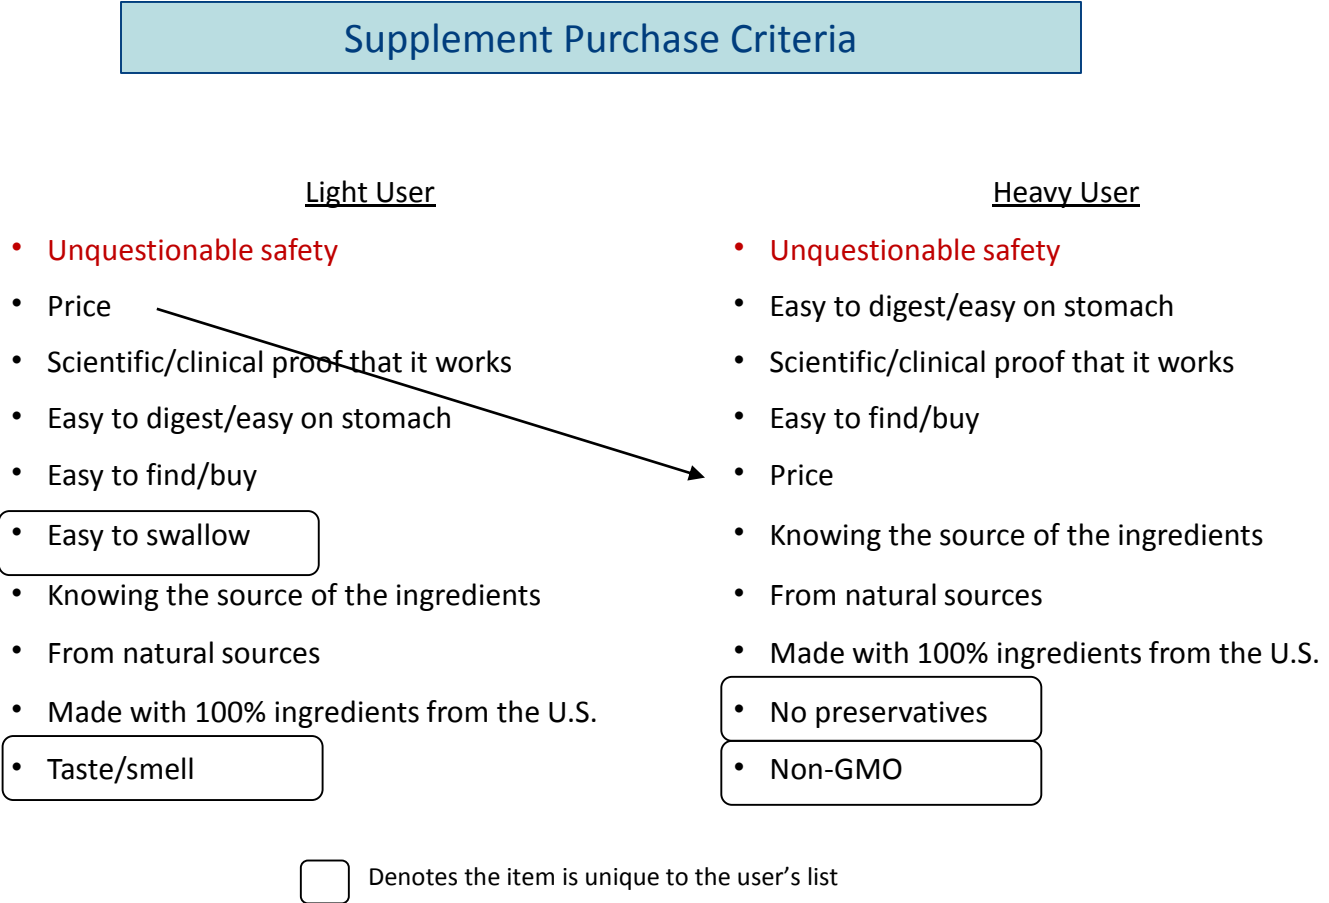 Supplement Purchase Criteria
Light User
• Unquestionable safety
• Price
• Scientific/clinical proof that it works
• Easy to digest/easy on stomach
• Easy to find/buy
• Easy to swallow
• Knowing the source of the ingredients
• From natural sources
• Made with 100% ingredients from the U.S.
• Taste/smell
Heavy User
• Unquestionable safety
• Easy to digest/easy on stomach
• Scientific/clinical proof that it works
• Easy to find/buy
• Price
• Knowing the source of the ingredients
• From natural sources
• Made with 100% ingredients from the U.S.
• No preservatives
• Non-GMO
Denotes the item is unique to the user’s list